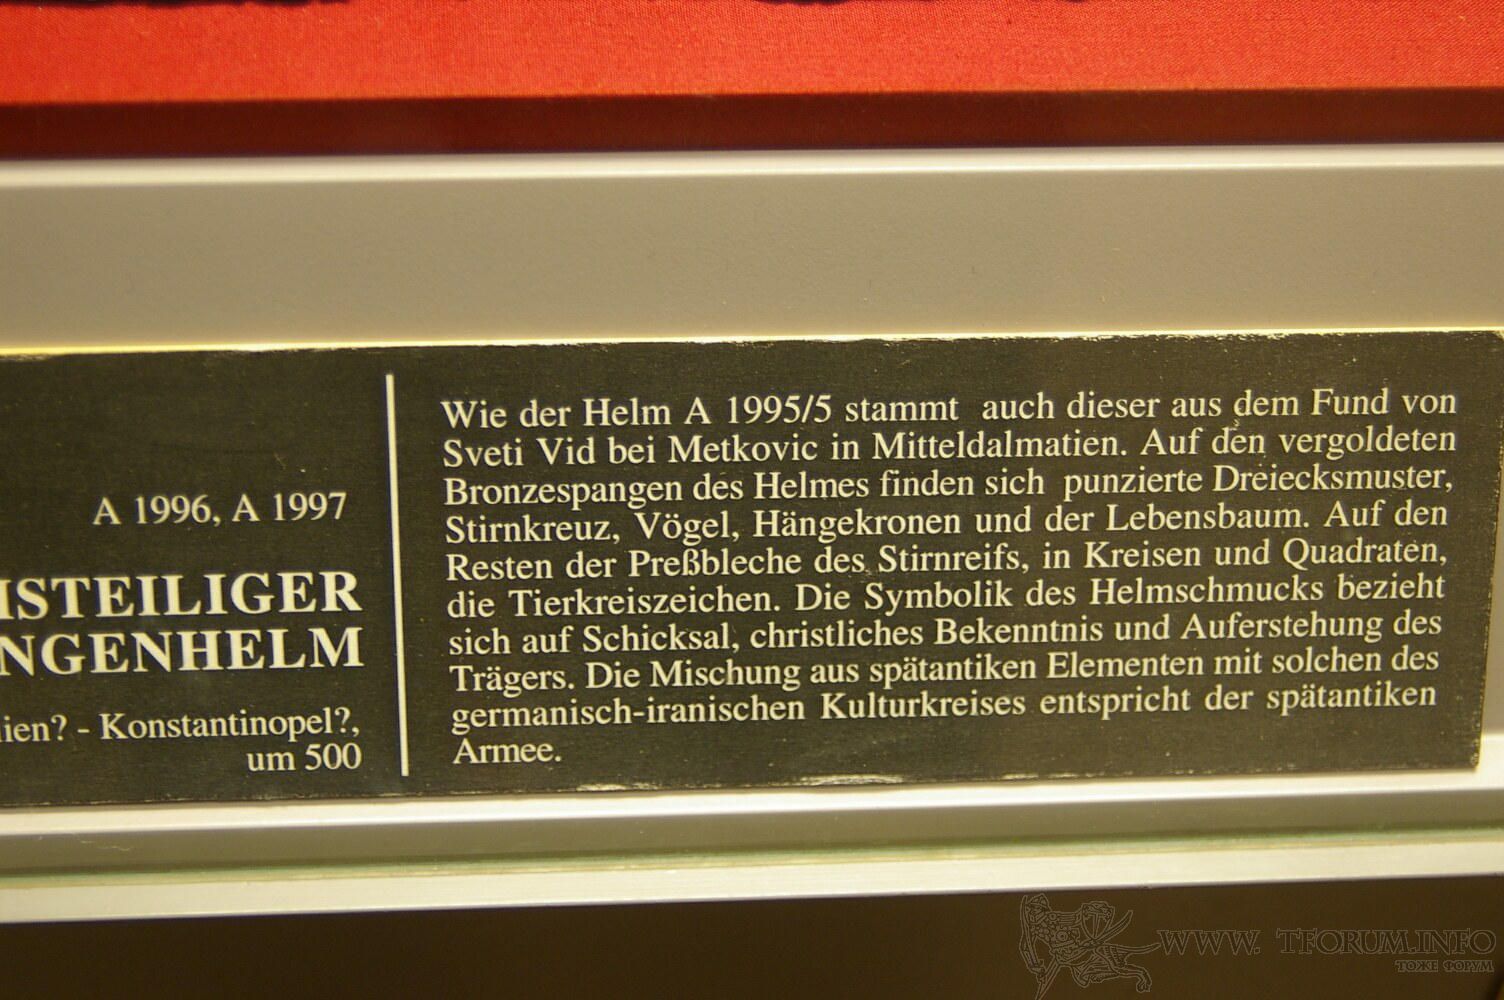 A 1996, A 1997
ISTEILIGER
NGENHELM
ien? - Konstantinopel?,
um 500
Wie der Helm A 1995/5 stammt auch dieser aus dem Fund von
Sveti Vid bei Metkovic in Mitteldalmatien. Auf den vergoldeten
Bronzespangen des Helmes finden sich punzierte Dreiecksmuster,
Stirnkreuz, Vögel, Hängekronen und der Lebensbaum. Auf den
Resten der Preßbleche des Stirnreifs, in Kreisen und Quadraten,
die Tierkreiszeichen. Die Symbolik des Helmschmucks bezieht
sich auf Schicksal, christliches Bekenntnis und Auferstehung des
Trägers. Die Mischung aus spätantiken Elementen mit solchen des
germanisch-iranischen Kulturkreises entspricht der spätantiken
Armee.
WWW. TFORUM.INFO
ТОЖЕ ФОРУМ